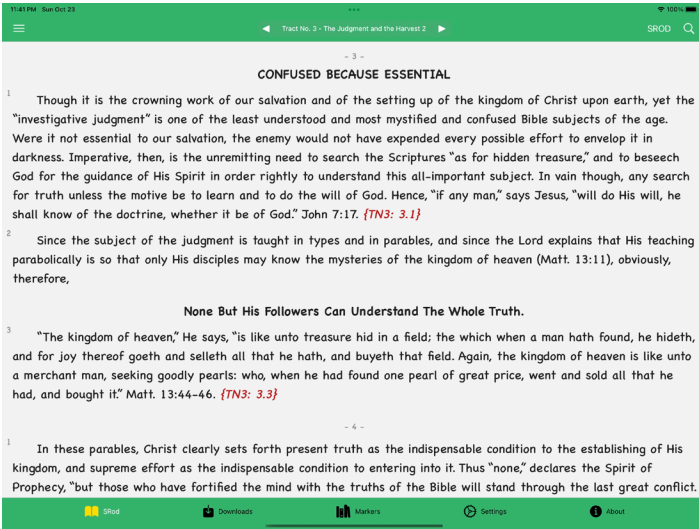 11:41 PM Sun Oct 23
100%
Tract No. 3 - The Judgment and the Harvest 2
SROD
- 3 -
CONFUSED BECAUSE ESSENTIAL
1
Though it is the crowning work of our salvation and of the setting up of the kingdom of Christ upon earth, yet the
“investigative judgment” is one of the least understood and most mystified and confused Bible subjects of the age.
Were it not essential to our salvation, the enemy would not have expended every possible effort to envelop it in
darkness. Imperative, then, is the unremitting need to search the Scriptures “as for hidden treasure,” and to beseech
God for the guidance of His Spirit in order rightly to understand this all-important subject. In vain though, any search
for truth unless the motive be to learn and to do the will of God. Hence, “if any man,” says Jesus, “will do His will, he
shall know of the doctrine, whether it be of God.” John 7:17. {TN3: 3.1}
2
Since the subject of the judgment is taught in types and in parables, and since the Lord explains that His teaching
parabolically is so that only His disciples may know the mysteries of the kingdom of heaven (Matt. 13:11), obviously,
therefore,
None But His Followers Can Understand The Whole Truth.
3
“The kingdom of heaven,” He says, “is like unto treasure hid in a field; the which when a man hath found, he hideth,
and for joy thereof goeth and selleth all that he hath, and buyeth that field. Again, the kingdom of heaven is like unto
a merchant man, seeking goodly pearls: who, when he had found one pearl of great price, went and sold all that he
had, and bought it.” Matt. 13:44-46. {TN3: 3.3}
- 4 -
1
In these parables, Christ clearly sets forth present truth as the indispensable condition to the establishing of His
kingdom, and supreme effort as the indispensable condition to entering into it. Thus “none,” declares the Spirit of
Prophecy, “but those who have fortified the mind with the truths of the Bible will stand through the last great conflict.
SRod
Downloads
Markers
Settings
About